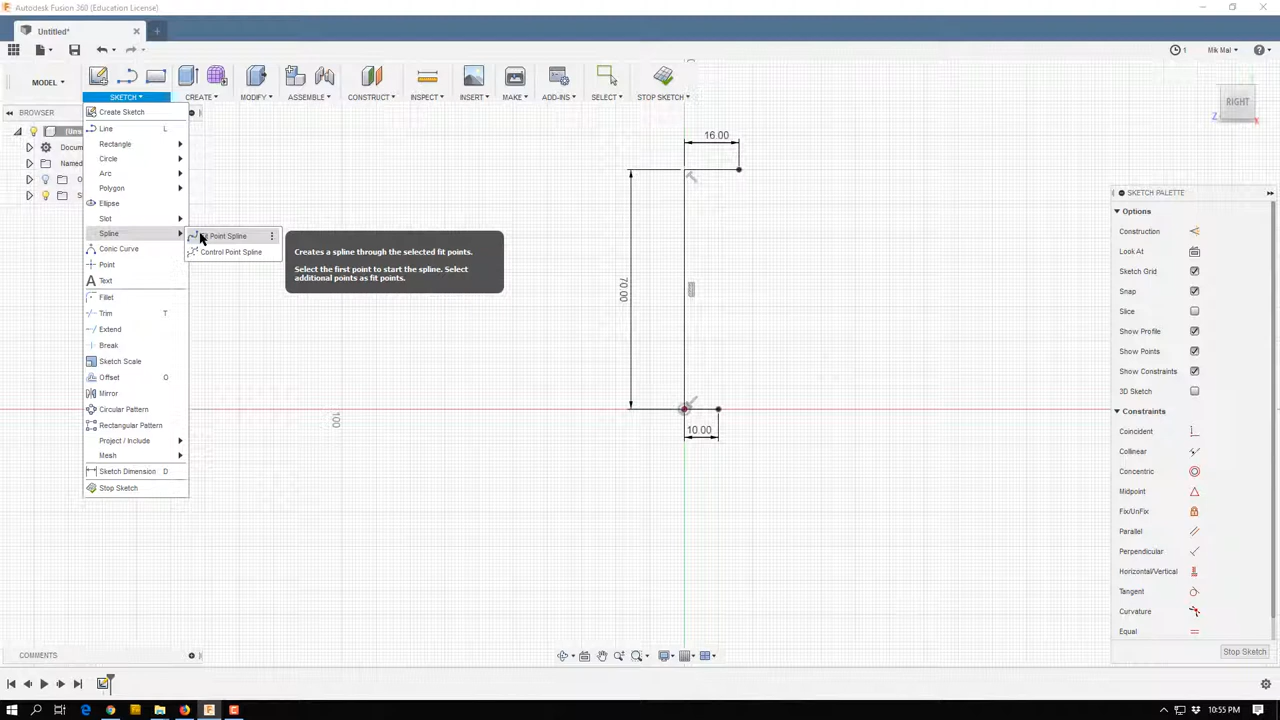 Autodesk Fusion 360 (Education License)
Untitled*
1
Mik Mal
MODEL
SKETCH
CREATE
MODIFY
ASSEMBLE
CONSTRUCT
INSPECT
INSERT
MAKE
ADD-INS
SELECT
STOP SKETCH
BROWSER
(Uns
Docum
Named
O
S
Create Sketch
Line L
Rectangle
Circle
Arc
Polygon
Ellipse
Slot
Spline
Conic Curve
Point
Text
Fillet
Trim T
Extend
Break
Sketch Scale
Offset O
Mirror
Circular Pattern
Rectangular Pattern
Project / Include
Mesh
Sketch Dimension D
Stop Sketch
Point Spline
Control Point Spline
Creates a spline through the selected fit points.
Select the first point to start the spline. Select
additional points as fit points.
16.00
70.00
10.00
100
RIGHT
Z
X
SKETCH PALETTE
Options
Construction
Look At
Sketch Grid
Snap
Slice
Show Profile
Show Points
Show Constraints
3D Sketch
Constraints
Coincident
Collinear
Concentric
Midpoint
Fix/UnFix
Parallel
Perpendicular
Horizontal/Vertical
Tangent
Curvature
Equal
Stop Sketch
COMMENTS
10:55 PM